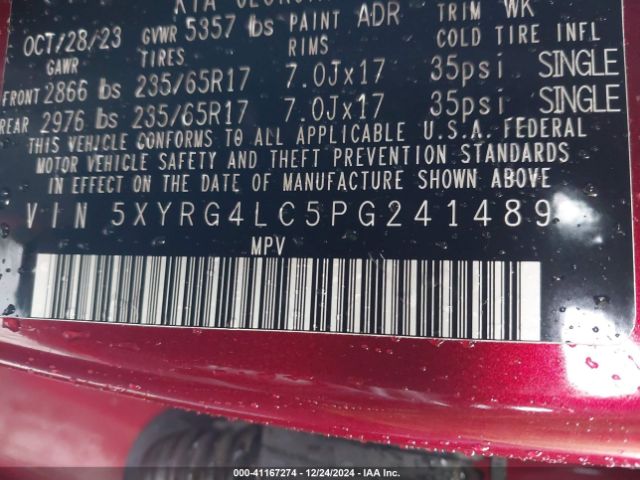 OCT/28/23 GVWR 5357 lbs PAINT ADR TRIM WK
GAWR TIRES RIMS COLD TIRE INFL
FRONT 2866 lbs 235/65R17 7.0Jx17 35psi SINGLE
REAR 2976 lbs 235/65R17 7.0Jx17 35psi SINGLE
THIS VEHICLE CONFORMS TO ALL APPLICABLE U.S.A. FEDERAL
MOTOR VEHICLE SAFETY AND THEFT PREVENTION STANDARDS
IN EFFECT ON THE DATE OF MANUFACTURE SHOWN ABOVE.
VIN 5XYRG4LC5PG241489
MPV
000-41167274 | 12/24/2024 | IAA Inc.